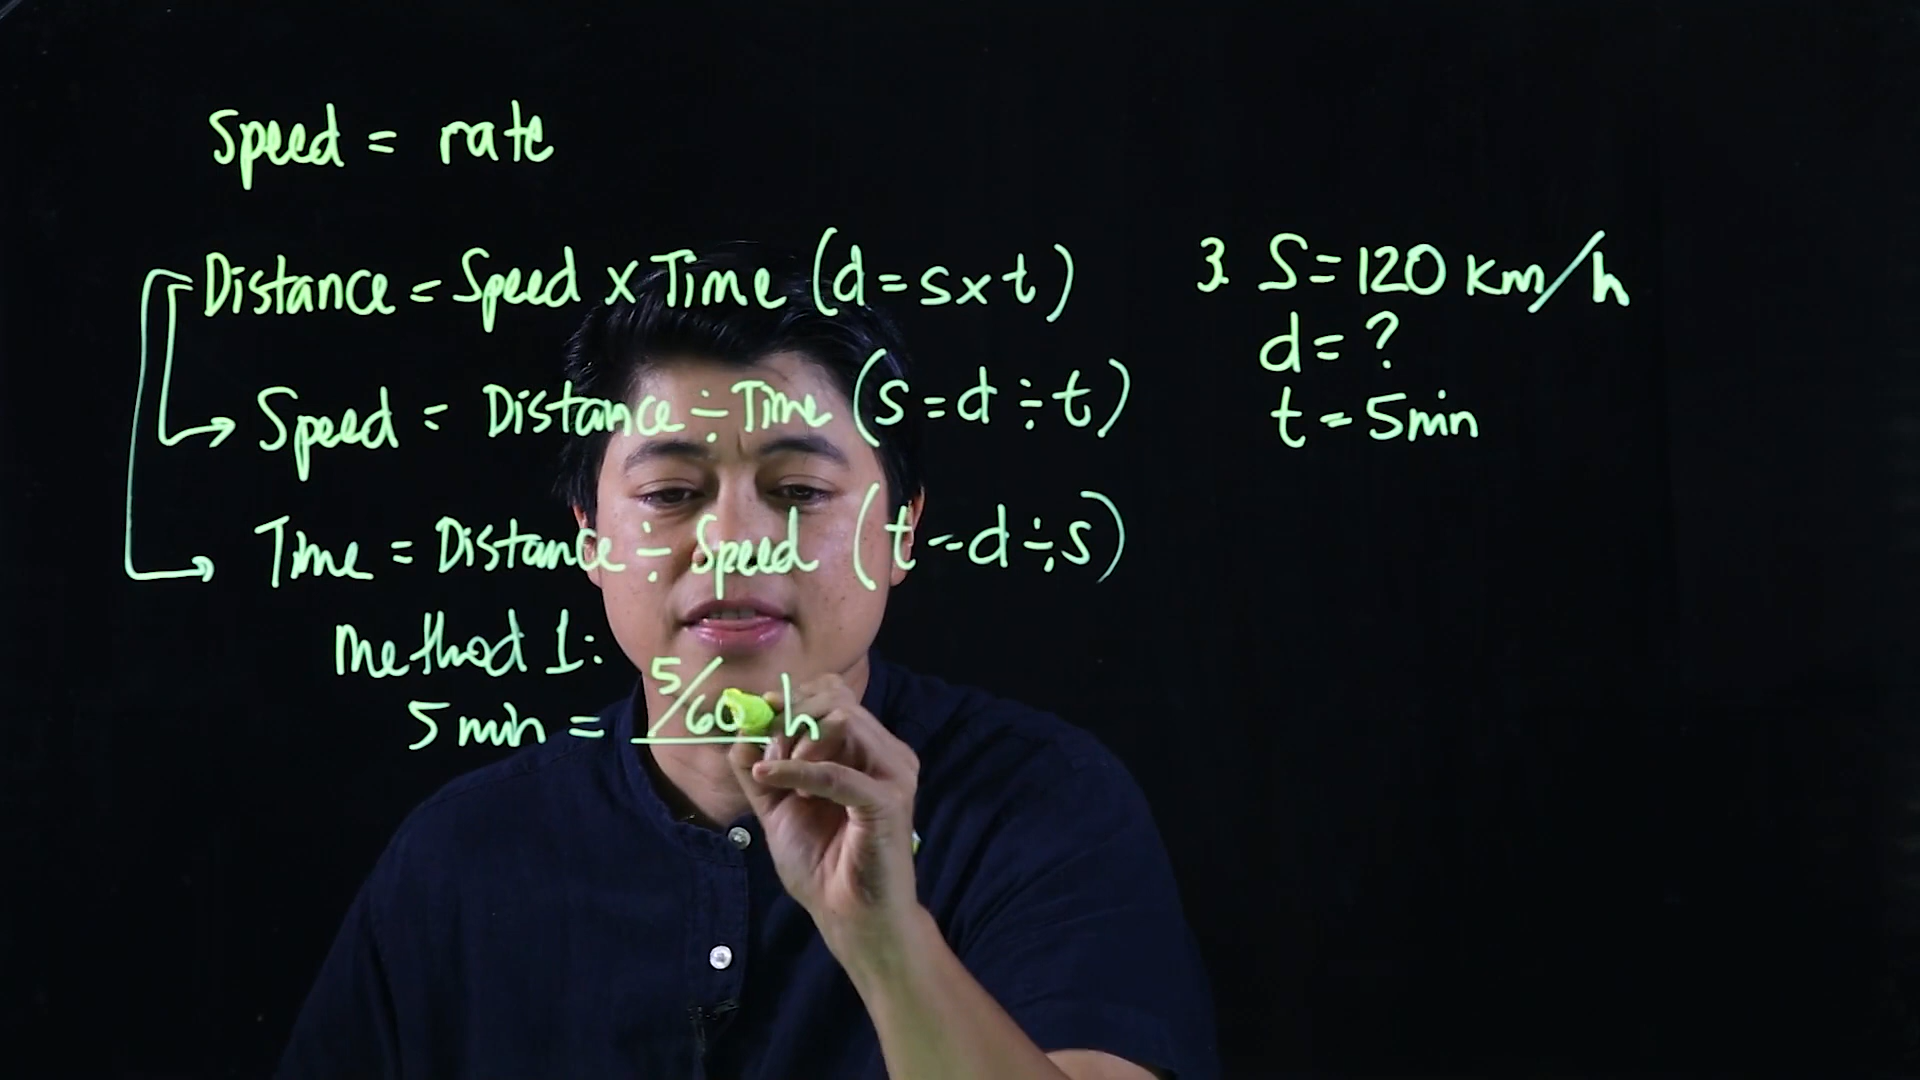 Speed = rate
Distance = Speed x Time (d = s x t)
Speed = Distance ÷ Time (s = d ÷ t)
Time = Distance ÷ Speed (t = d ÷ s)
Method 1:
5 min = 5/60 h
3. S = 120 km/h
d = ?
t = 5min